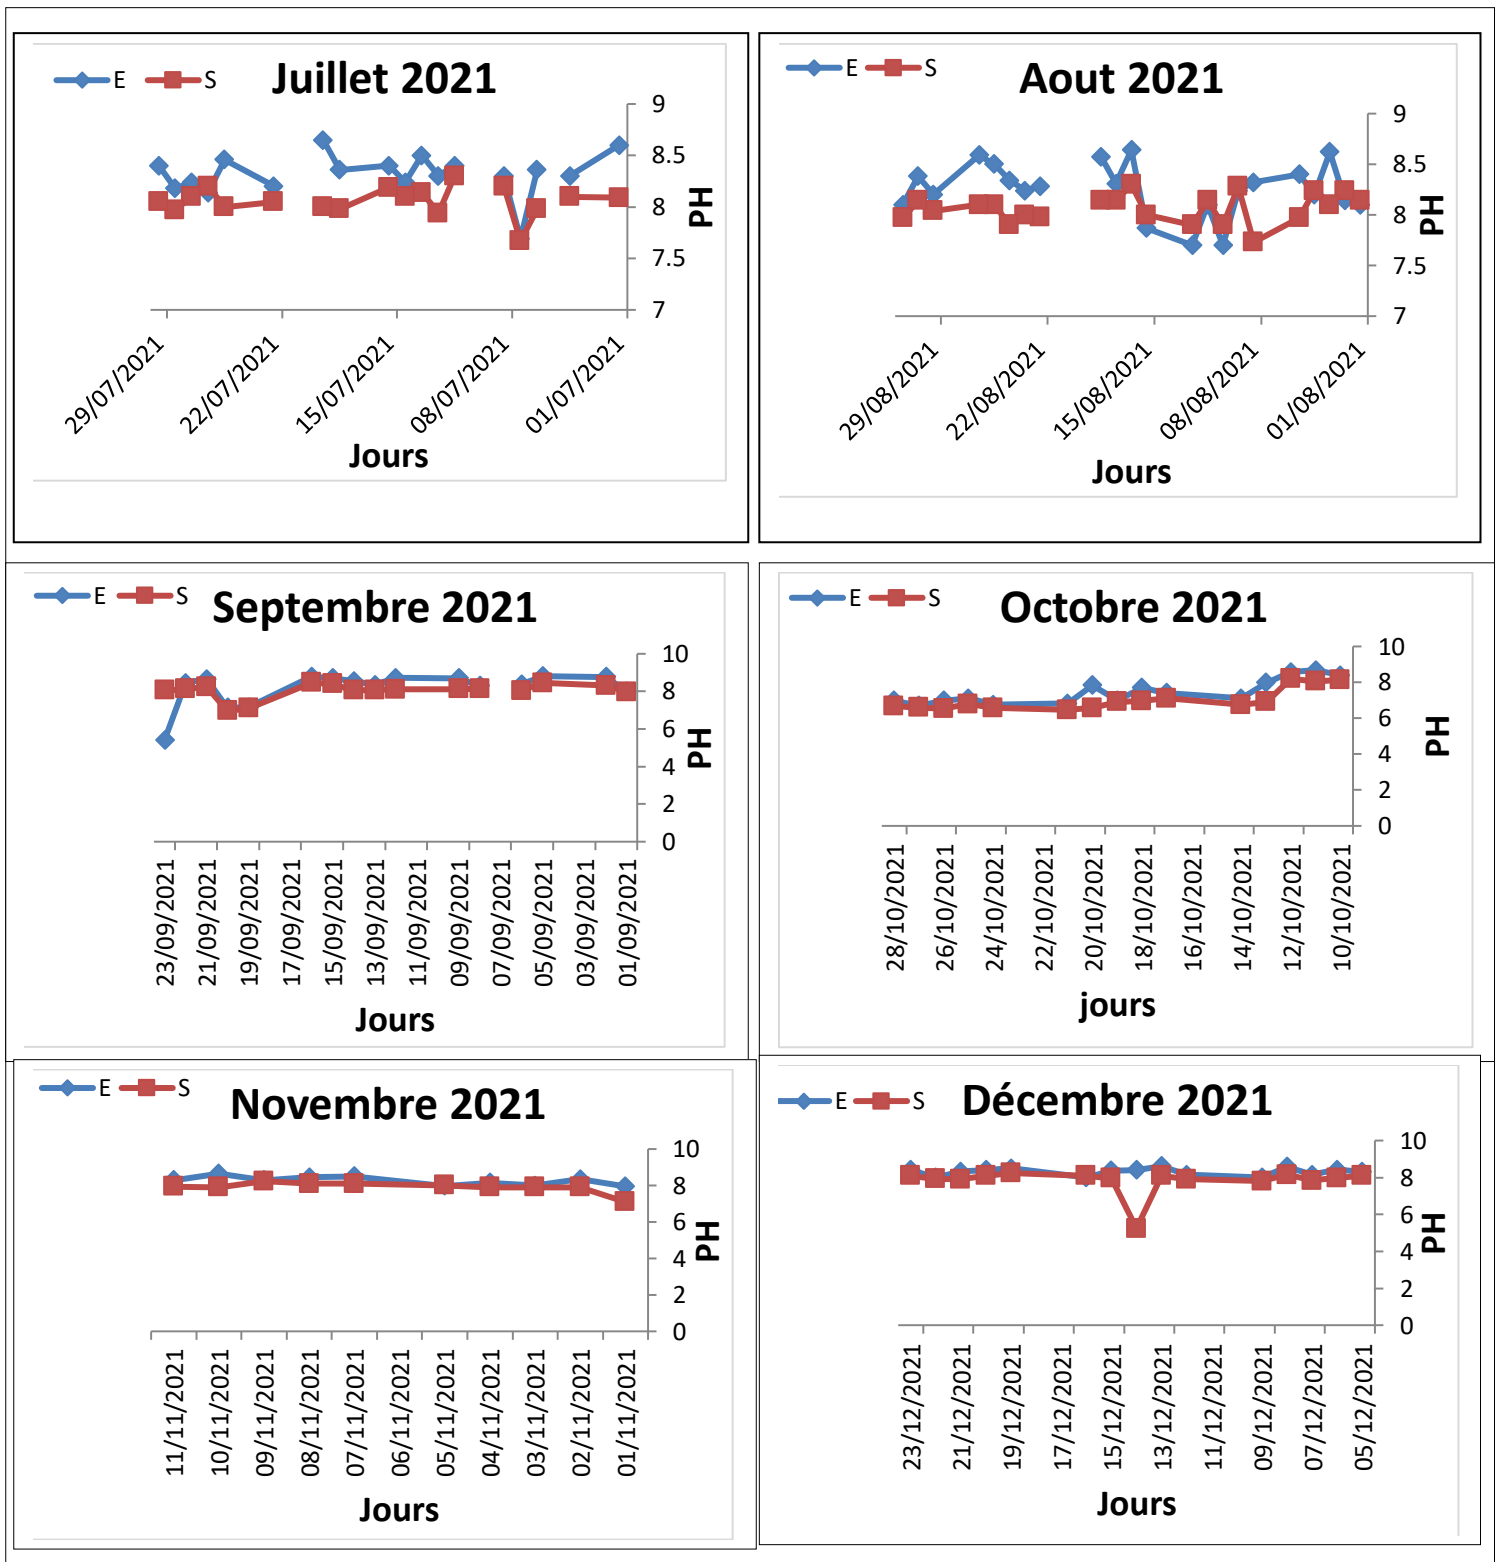 E S Juillet 2021
9
8.5
8
7.5
7
PH
29/07/2021 22/07/2021 15/07/2021 08/07/2021 01/07/2021
Jours
E S Aout 2021
9
8.5
8
7.5
7
PH
29/08/2021 22/08/2021 15/08/2021 08/08/2021 01/08/2021
Jours
E S Septembre 2021
10
8
6
4
2
0
PH
23/09/2021 21/09/2021 19/09/2021 17/09/2021 15/09/2021 13/09/2021 11/09/2021 09/09/2021 07/09/2021 05/09/2021 03/09/2021 01/09/2021
Jours
E S Octobre 2021
10
8
6
4
2
0
PH
28/10/2021 26/10/2021 24/10/2021 22/10/2021 20/10/2021 18/10/2021 16/10/2021 14/10/2021 12/10/2021 10/10/2021
jours
E S Novembre 2021
10
8
6
4
2
0
PH
11/11/2021 10/11/2021 09/11/2021 08/11/2021 07/11/2021 06/11/2021 05/11/2021 04/11/2021 03/11/2021 02/11/2021 01/11/2021
Jours
E S Décembre 2021
10
8
6
4
2
0
PH
23/12/2021 21/12/2021 19/12/2021 17/12/2021 15/12/2021 13/12/2021 11/12/2021 09/12/2021 07/12/2021 05/12/2021
Jours